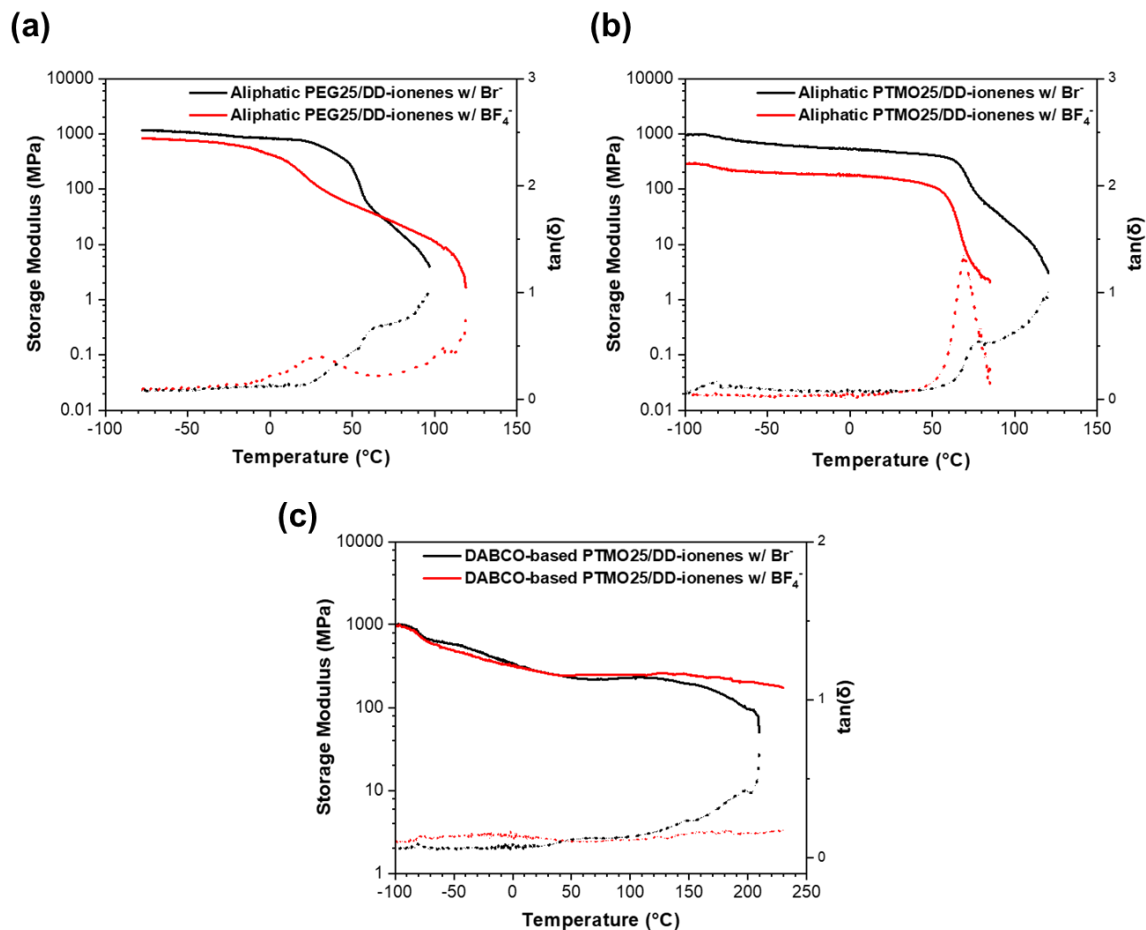 (a)
Aliphatic PEG25/DD-ionenes w/ Br⁻
Aliphatic PEG25/DD-ionenes w/ BF₄⁻
10000
1000
100
10
1
0.1
0.01
Storage Modulus (MPa)
3
2
1
0
tan(δ)
-100 -50 0 50 100 150
Temperature (°C)
(b)
Aliphatic PTMO25/DD-ionenes w/ Br⁻
Aliphatic PTMO25/DD-ionenes w/ BF₄⁻
10000
1000
100
10
1
0.1
0.01
Storage Modulus (MPa)
3
2
1
0
tan(δ)
-100 -50 0 50 100 150
Temperature (°C)
(c)
DABCO-based PTMO25/DD-ionenes w/ Br⁻
DABCO-based PTMO25/DD-ionenes w/ BF₄⁻
10000
1000
100
10
1
Storage Modulus (MPa)
2
1
0
tan(δ)
-100 -50 0 50 100 150 200 250
Temperature (°C)